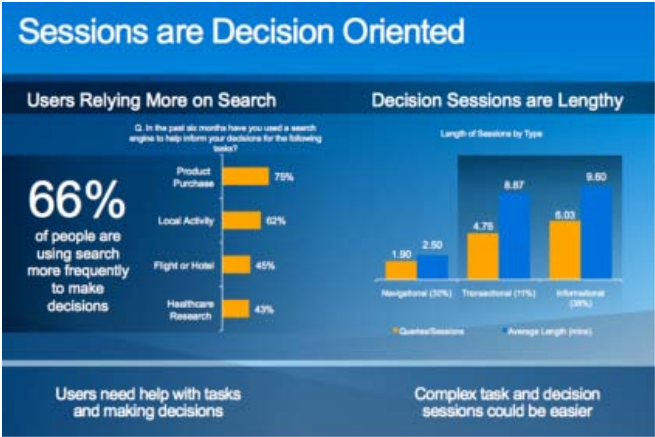 Sessions are Decision Oriented
Users Relying More on Search
Q. In the past six months have you used a search
engine to help inform your decisions for the following
tasks?
66%
of people are
using search
more frequently
to make
decisions
Product
Purchase
75%
Local Activity
62%
Flight or Hotel
45%
Healthcare
Research
43%
Decision Sessions are Lengthy
Length of Sessions by Type
1.90
2.50
4.75
8.87
6.03
9.60
Navigational
Transactional (11%)
Informational
Queries/Sessions
Average Length (mins)
Users need help with tasks
and making decisions
Complex task and decision
sessions could be easier